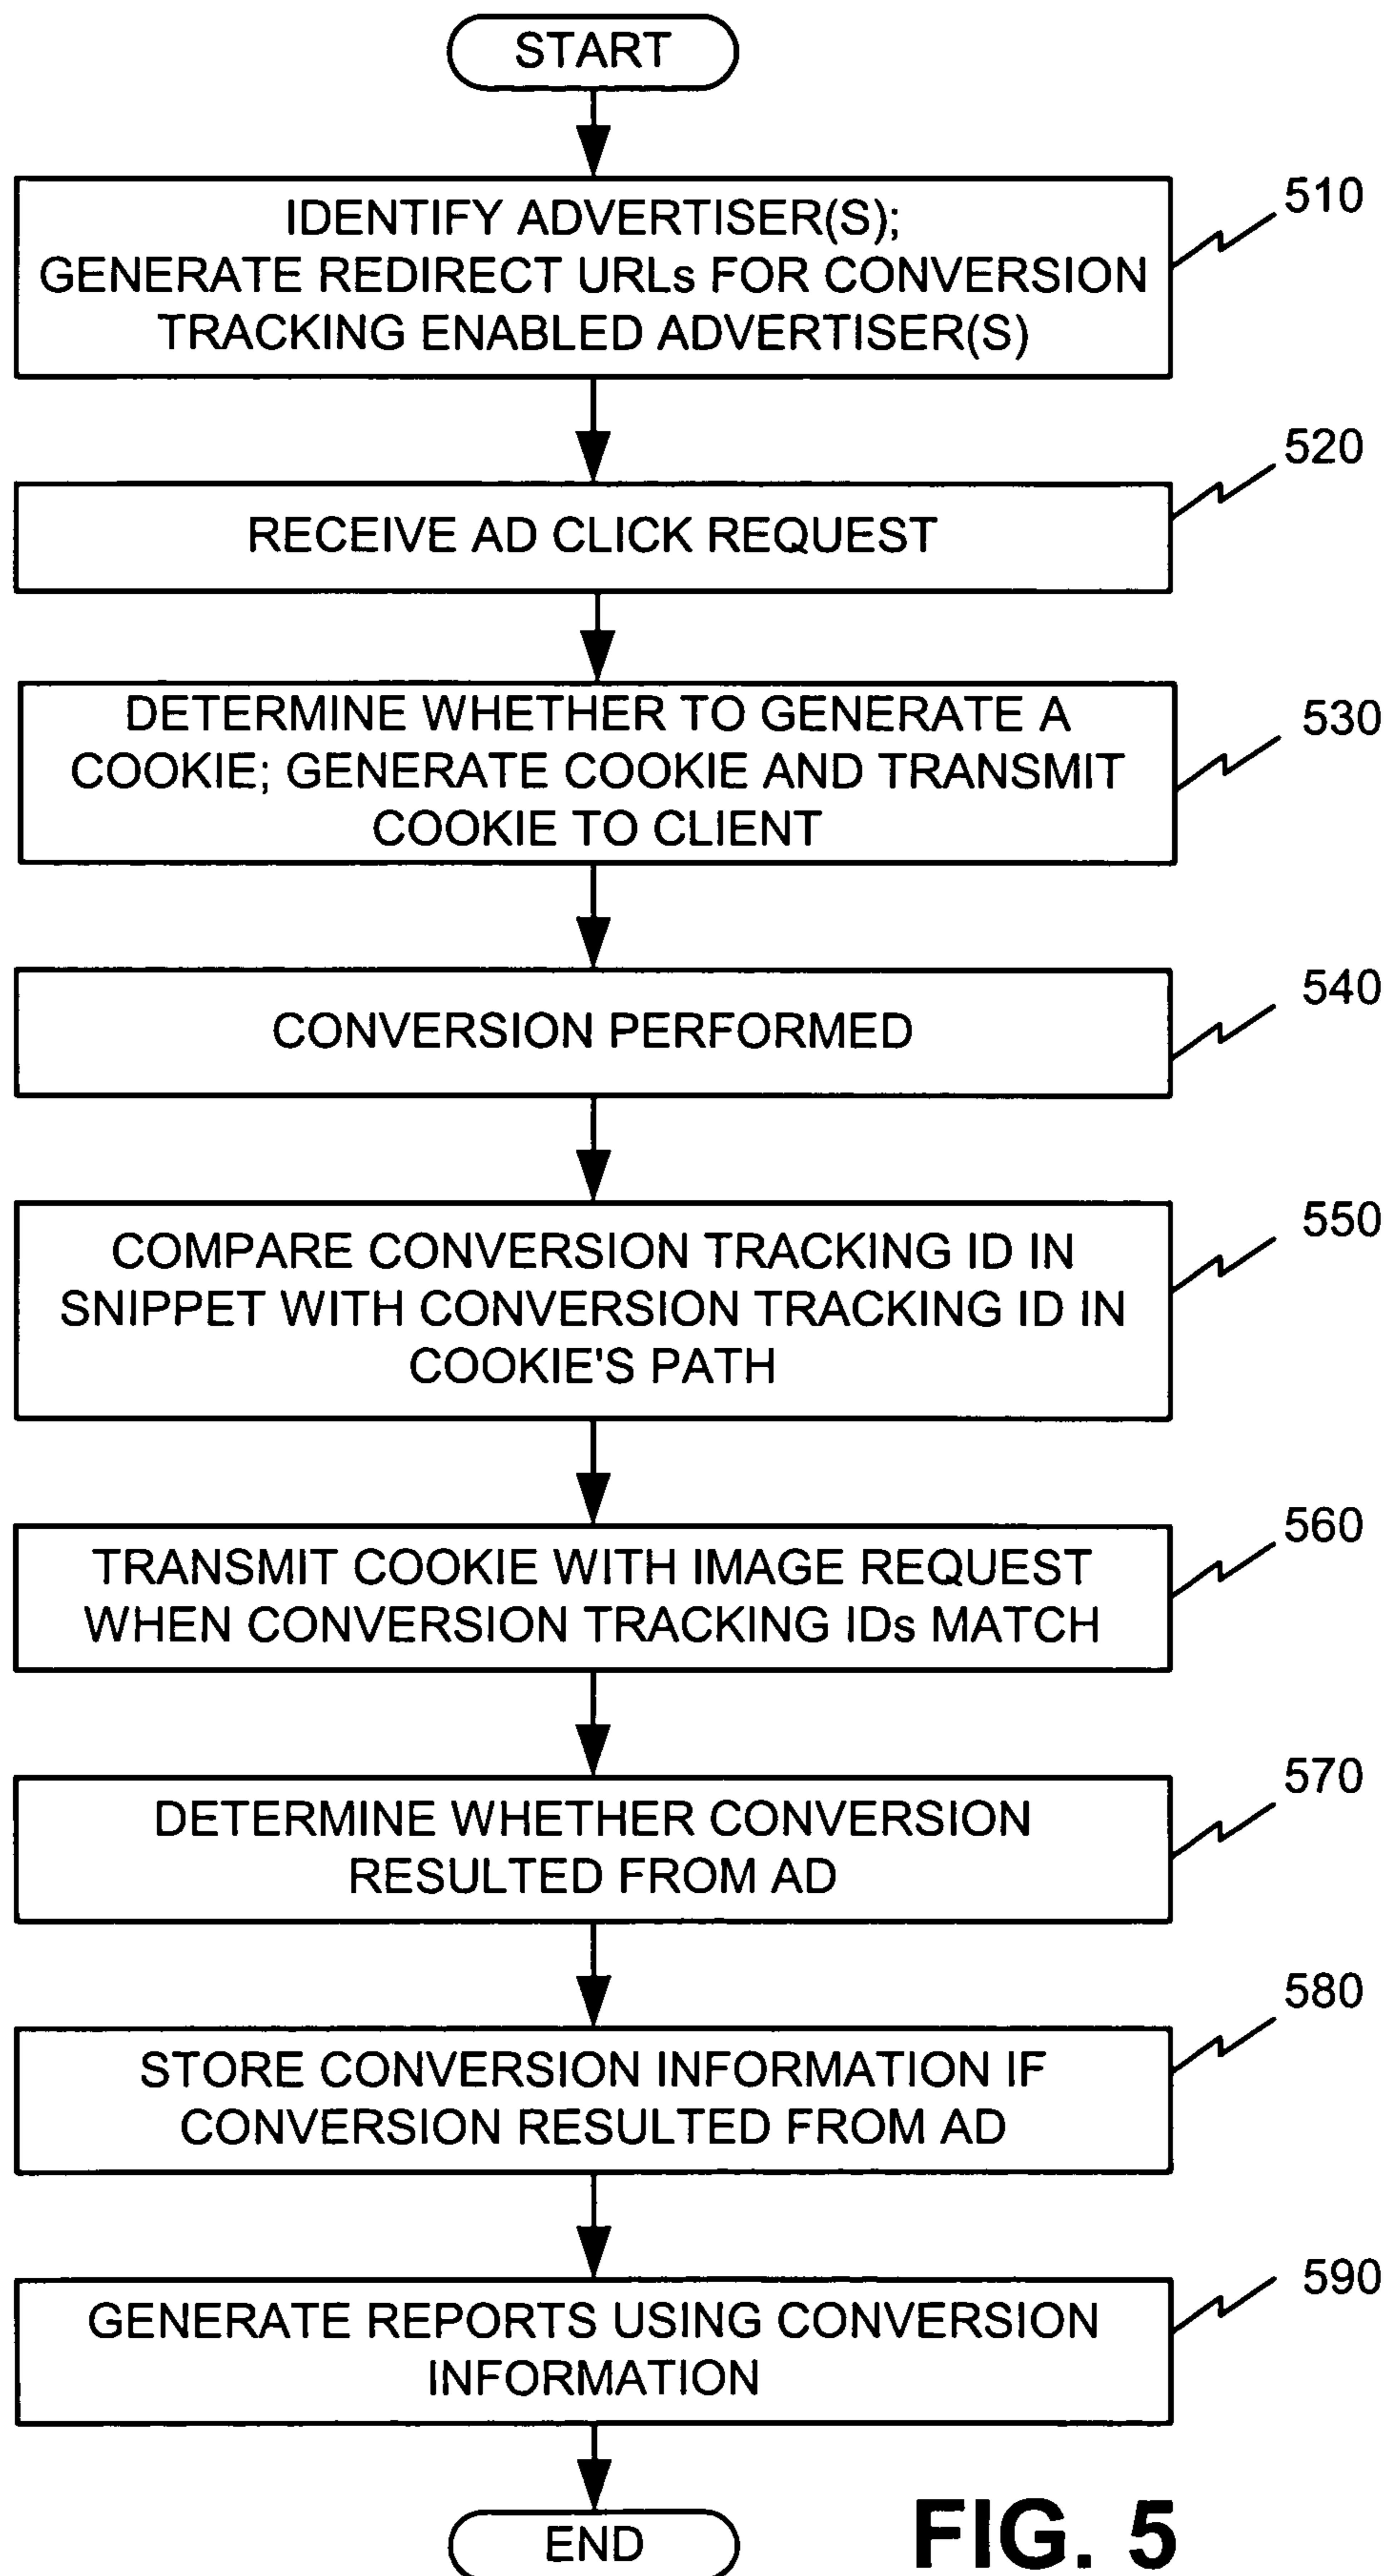 START
IDENTIFY ADVERTISER(S);
GENERATE REDIRECT URLs FOR CONVERSION
TRACKING ENABLED ADVERTISER(S)
510
RECEIVE AD CLICK REQUEST
520
DETERMINE WHETHER TO GENERATE A
COOKIE; GENERATE COOKIE AND TRANSMIT
COOKIE TO CLIENT
530
CONVERSION PERFORMED
540
COMPARE CONVERSION TRACKING ID IN
SNIPPET WITH CONVERSION TRACKING ID IN
COOKIE'S PATH
550
TRANSMIT COOKIE WITH IMAGE REQUEST
WHEN CONVERSION TRACKING IDs MATCH
560
DETERMINE WHETHER CONVERSION
RESULTED FROM AD
570
STORE CONVERSION INFORMATION IF
CONVERSION RESULTED FROM AD
580
GENERATE REPORTS USING CONVERSION
INFORMATION
590
END
FIG. 5